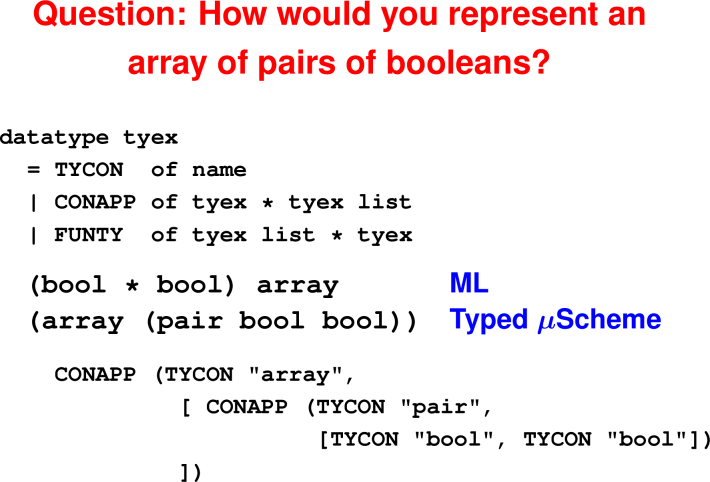 Question: How would you represent an
array of pairs of booleans?
datatype tyex
= TYCON of name
| CONAPP of tyex * tyex list
| FUNTY of tyex list * tyex
(bool * bool) array ML
(array (pair bool bool)) Typed μScheme
CONAPP (TYCON "array",
[ CONAPP (TYCON "pair",
[TYCON "bool", TYCON "bool"])
])